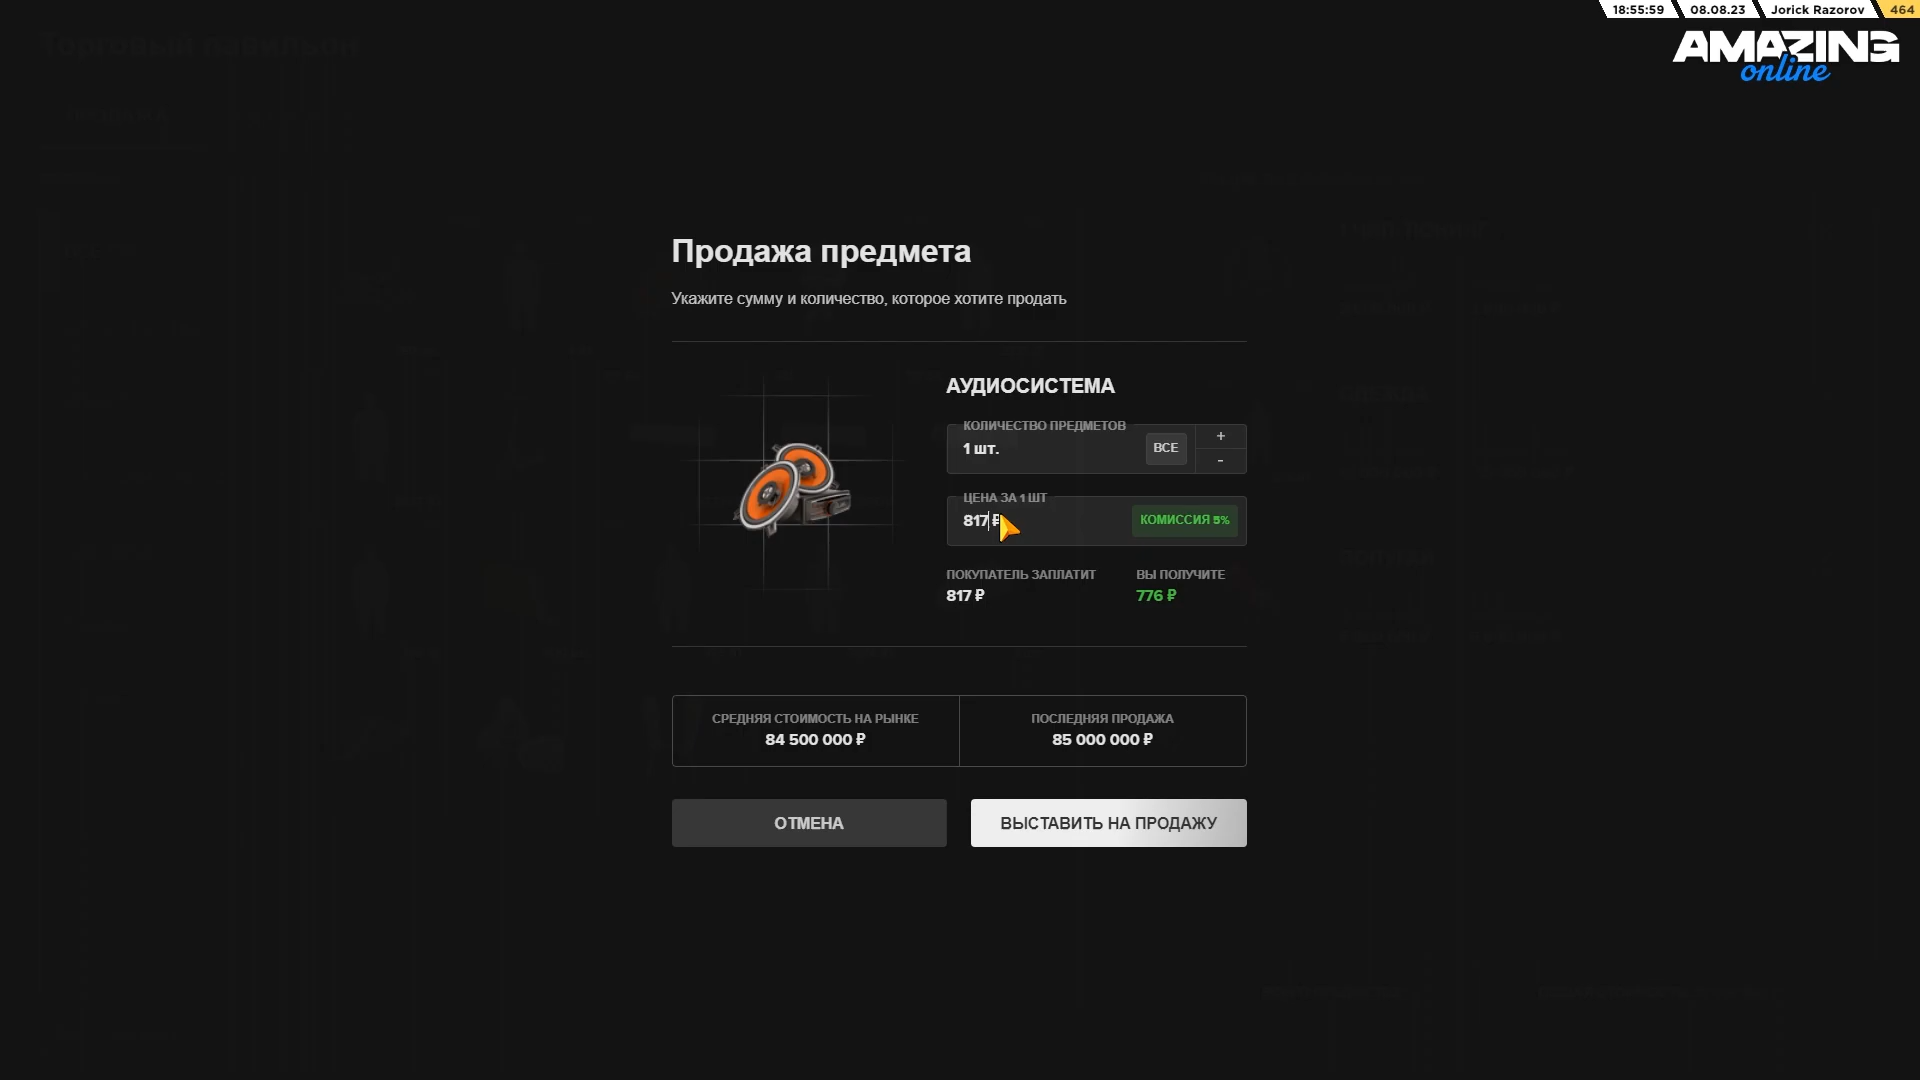 18:55:59 08.08.23 Jorick Razorov 464
AMAZING
online
Торговый павильон
Продажа предмета
Укажите сумму и количество, которое хотите продать
АУДИОСИСТЕМА
КОЛИЧЕСТВО ПРЕДМЕТОВ
1 шт.
ВСЕ
+
-
ЦЕНА ЗА 1 ШТ
817 ₽
КОМИССИЯ 5%
ПОКУПАТЕЛЬ ЗАПЛАТИТ
817 ₽
ВЫ ПОЛУЧИТЕ
776 ₽
СРЕДНЯЯ СТОИМОСТЬ НА РЫНКЕ
84 500 000 ₽
ПОСЛЕДНЯЯ ПРОДАЖА
85 000 000 ₽
ОТМЕНА
ВЫСТАВИТЬ НА ПРОДАЖУ